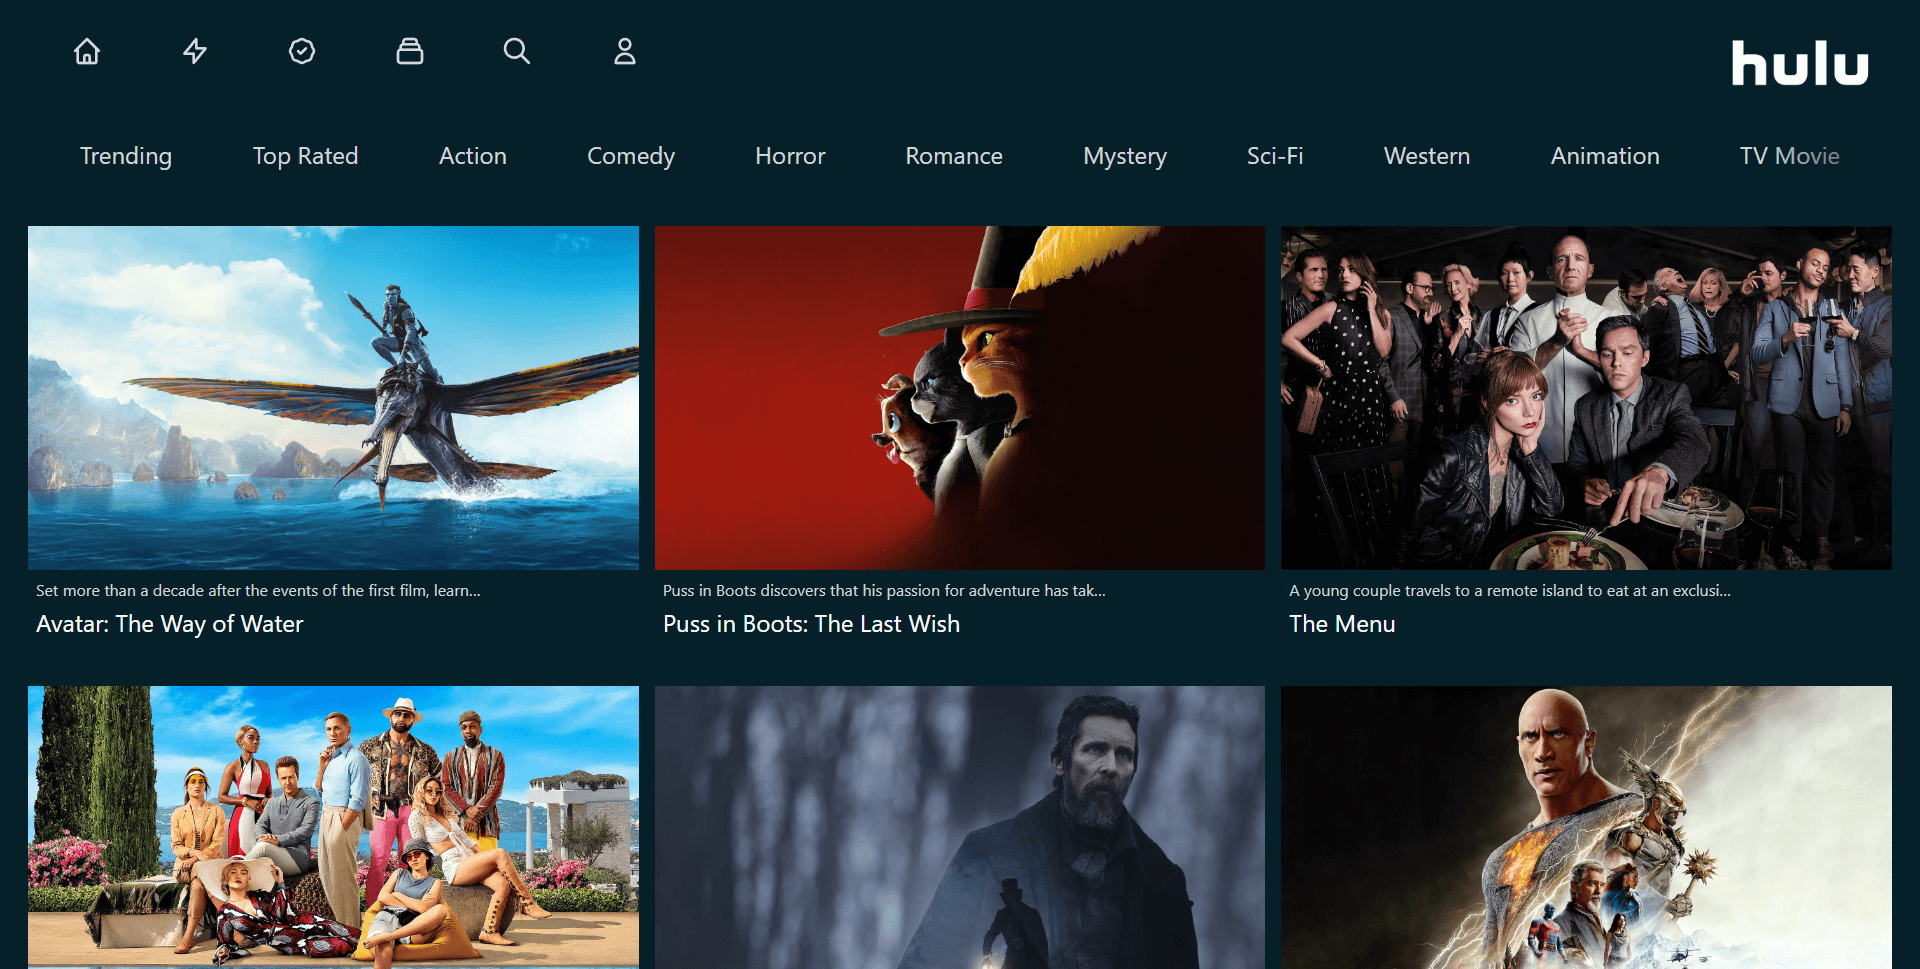 hulu
Trending Top Rated Action Comedy Horror Romance Mystery Sci-Fi Western Animation TV Movie
Set more than a decade after the events of the first film, learn...
Avatar: The Way of Water
Puss in Boots discovers that his passion for adventure has tak...
Puss in Boots: The Last Wish
A young couple travels to a remote island to eat at an exclusi...
The Menu